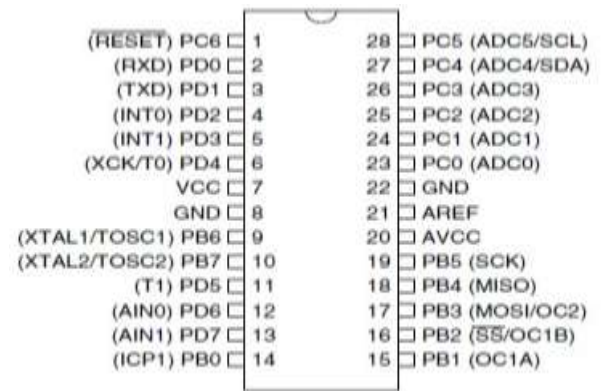 (RESET) PC6 1 28 PC5 (ADC5/SCL)
(RXD) PD0 2 27 PC4 (ADC4/SDA)
(TXD) PD1 3 26 PC3 (ADC3)
(INT0) PD2 4 25 PC2 (ADC2)
(INT1) PD3 5 24 PC1 (ADC1)
(XCK/T0) PD4 6 23 PC0 (ADC0)
VCC 7 22 GND
GND 8 21 AREF
(XTAL1/TOSC1) PB6 9 20 AVCC
(XTAL2/TOSC2) PB7 10 19 PB5 (SCK)
(T1) PD5 11 18 PB4 (MISO)
(AIN0) PD6 12 17 PB3 (MOSI/OC2)
(AIN1) PD7 13 16 PB2 (SS/OC1B)
(ICP1) PB0 14 15 PB1 (OC1A)